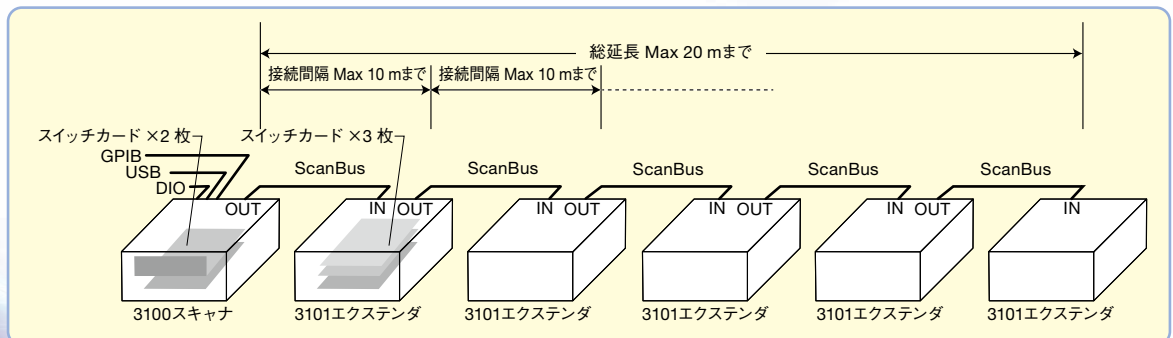 総延長 Max 20 mまで
接続間隔 Max 10 mまで 接続間隔 Max 10 mまで
スイッチカード ×2 枚 スイッチカード ×3 枚
GPIB
USB
DIO
ScanBus ScanBus ScanBus ScanBus ScanBus
OUT IN OUT IN OUT IN OUT IN OUT IN
3100スキャナ 3101エクステンダ 3101エクステンダ 3101エクステンダ 3101エクステンダ 3101エクステンダ